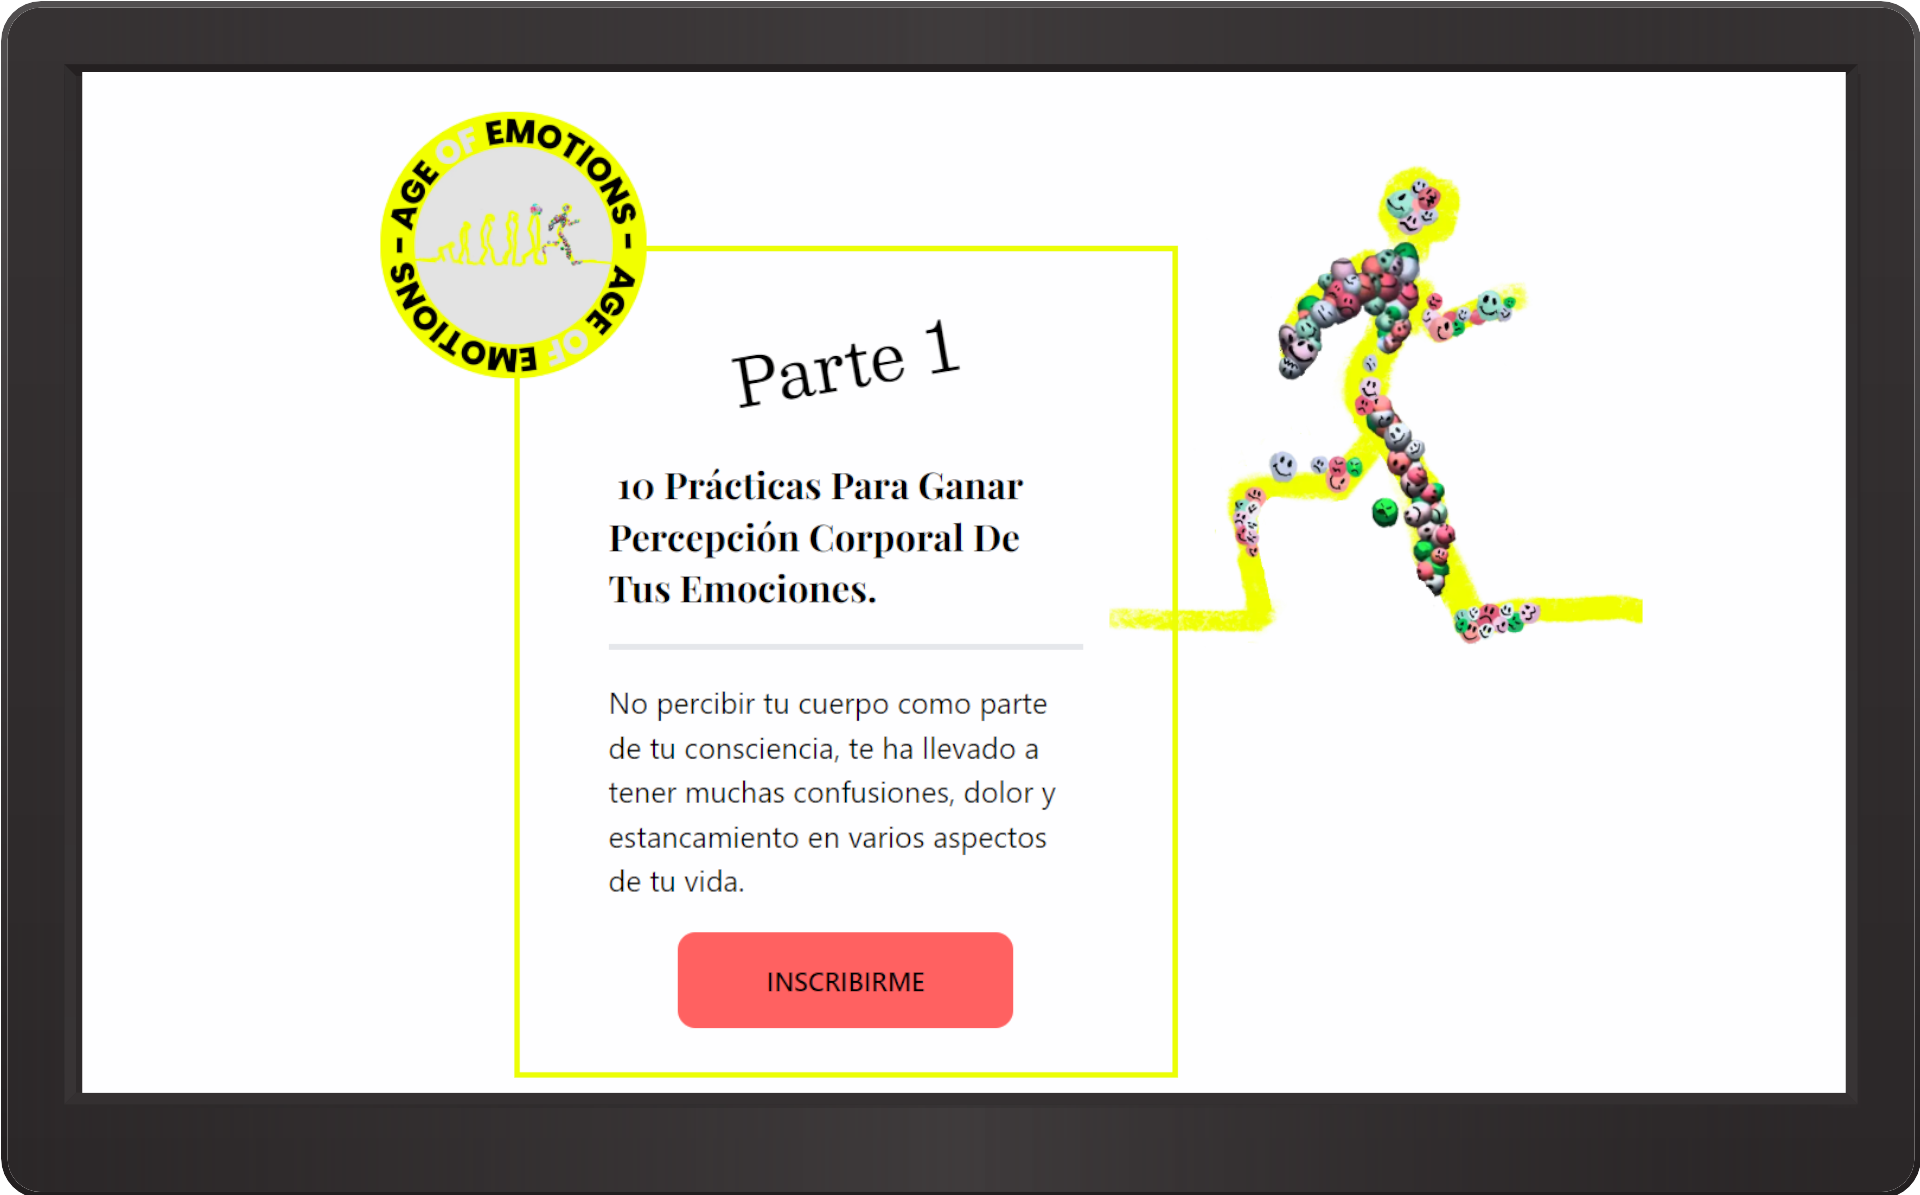 AGE OF EMOTIONS - AGE OF EMOTIONS -
Parte 1
10 Prácticas Para Ganar
Percepción Corporal De
Tus Emociones.
No percibir tu cuerpo como parte
de tu consciencia, te ha llevado a
tener muchas confusiones, dolor y
estancamiento en varios aspectos
de tu vida.
INSCRIBIRME